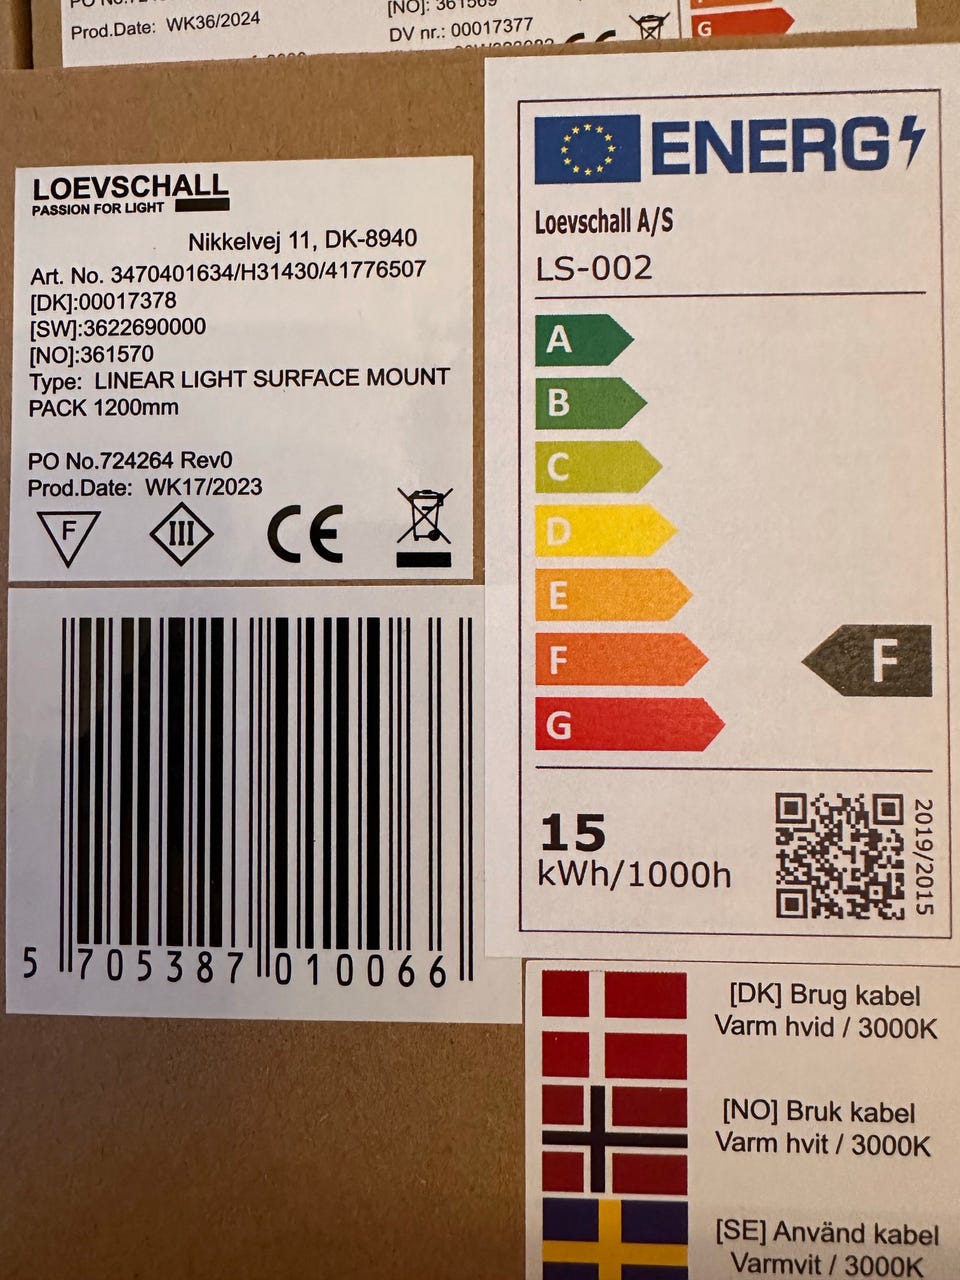 Prod.Date: WK36/2024
[NO]: 361569
DV nr.: 00017377
G
LOEVSCHALL
PASSION FOR LIGHT
Nikkelvej 11, DK-8940
Art. No. 3470401634/H31430/41776507
[DK]:00017378
[SW]:3622690000
[NO]:361570
Type: LINEAR LIGHT SURFACE MOUNT
PACK 1200mm
PO No.724264 Rev0
Prod.Date: WK17/2023
F
III
CE
5 705387 010066
ENERG
Loevschall A/S
LS-002
A
B
C
D
E
F
F
G
15
kWh/1000h
2019/2015
[DK] Brug kabel
Varm hvid / 3000K
[NO] Bruk kabel
Varm hvit / 3000K
[SE] Använd kabel
Varmvit / 3000K